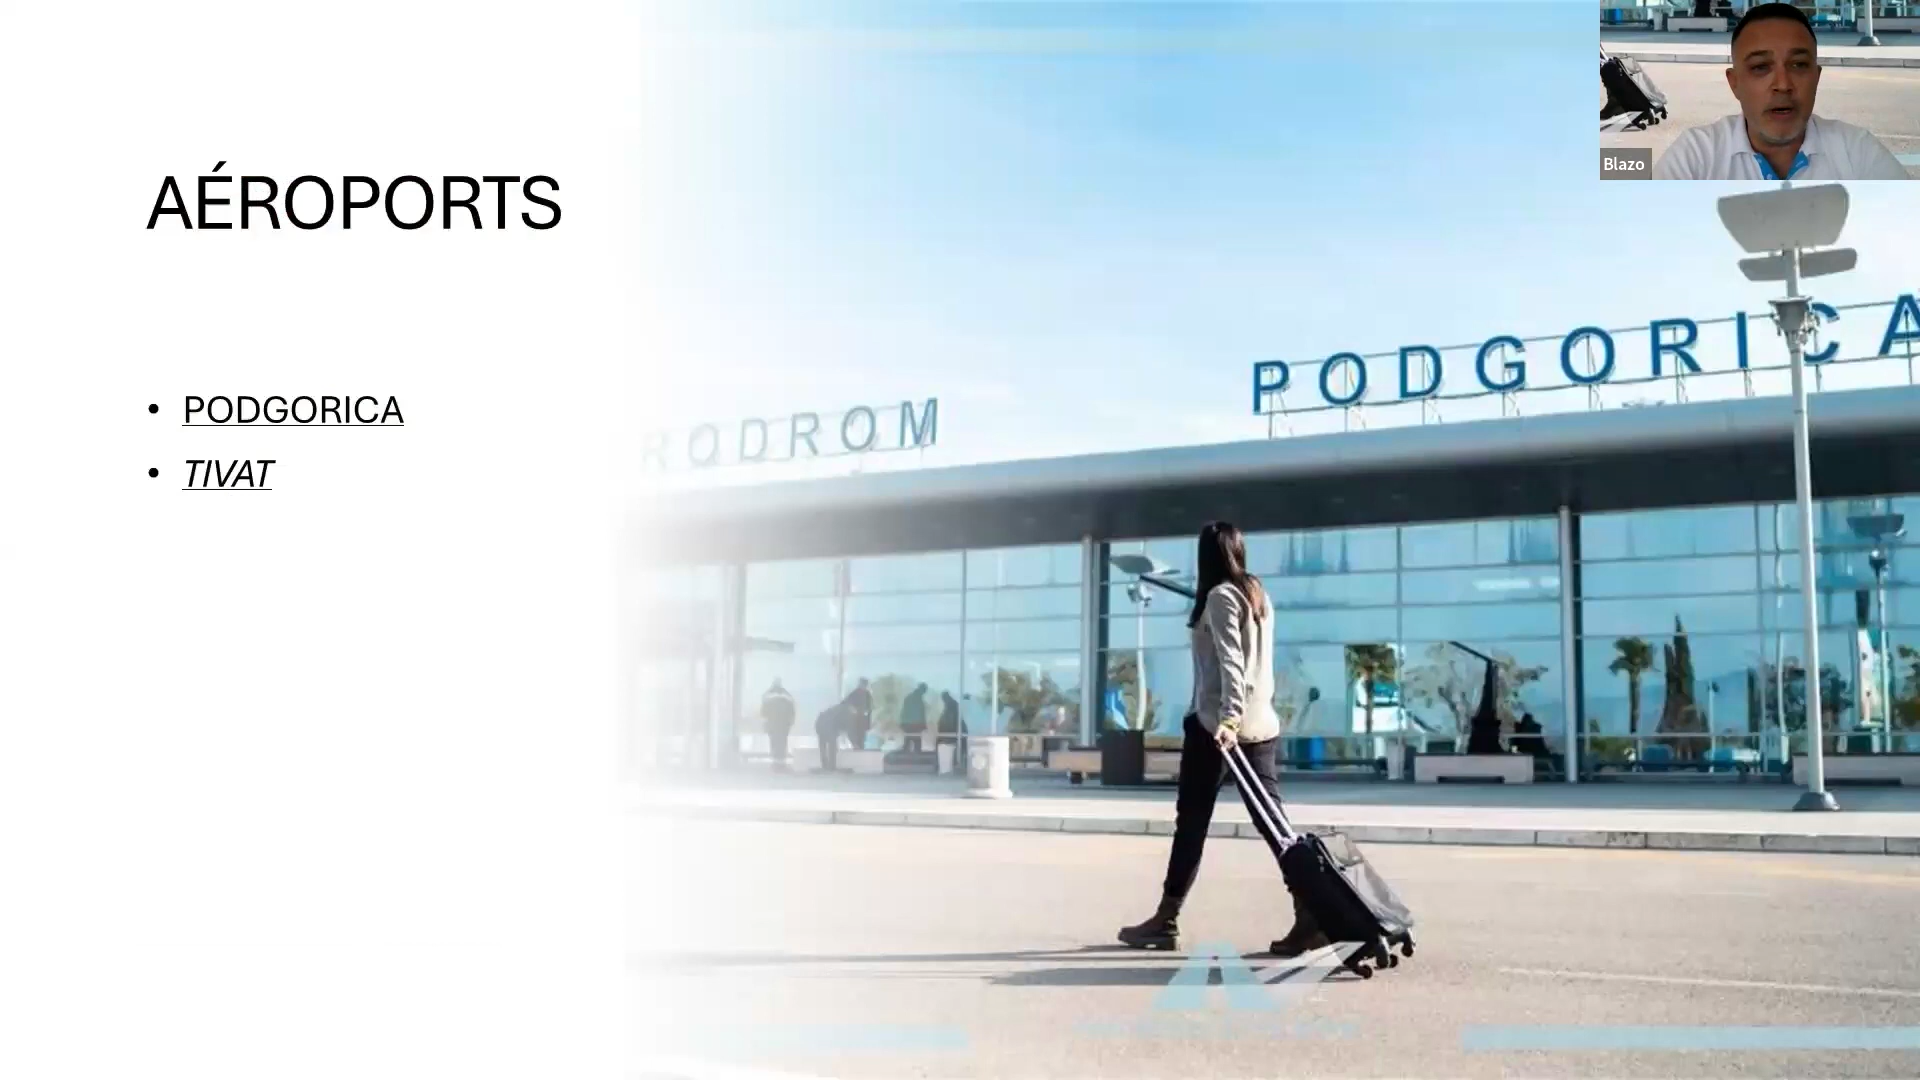 AÉROPORTS
• PODGORICA
• TIVAT
RODROM
PODGORICA
Blazo